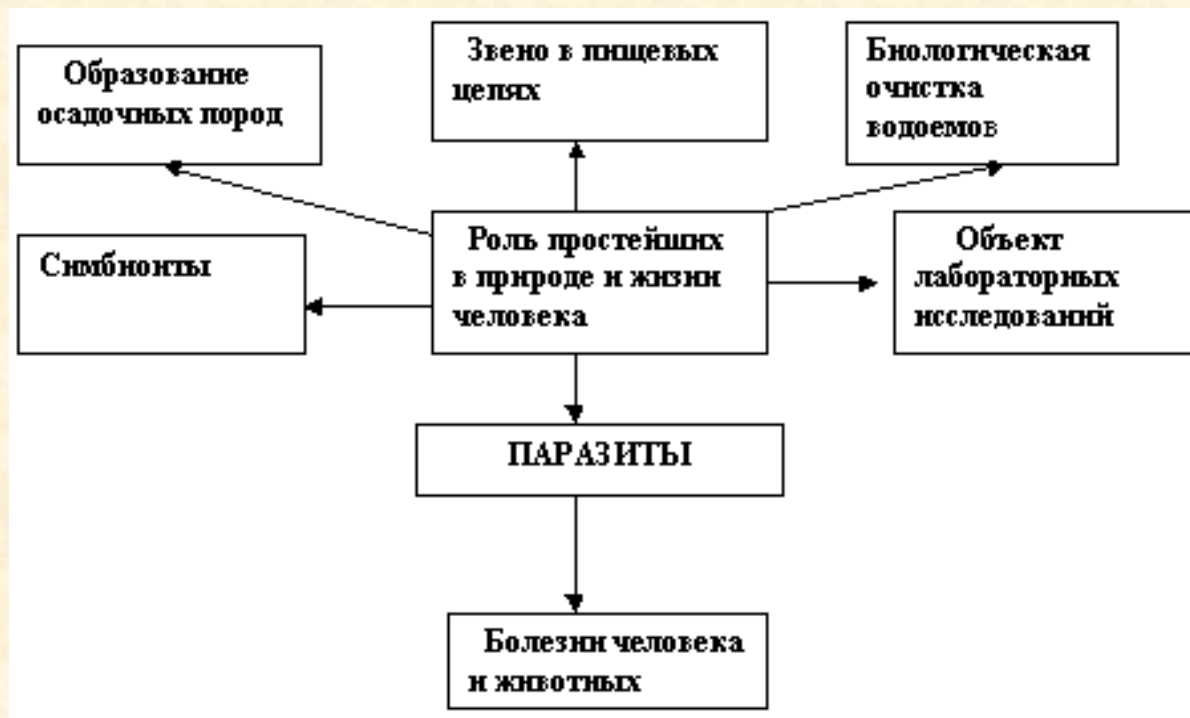 Образование
осадочных пород
Звено в пищевых
цепях
Биологическая
очистка
водоемов
Симбионты
Роль простейших
в природе и жизни
человека
Объект
лабораторных
исследований
ПАРАЗИТЫ
Болезни человека
и животных